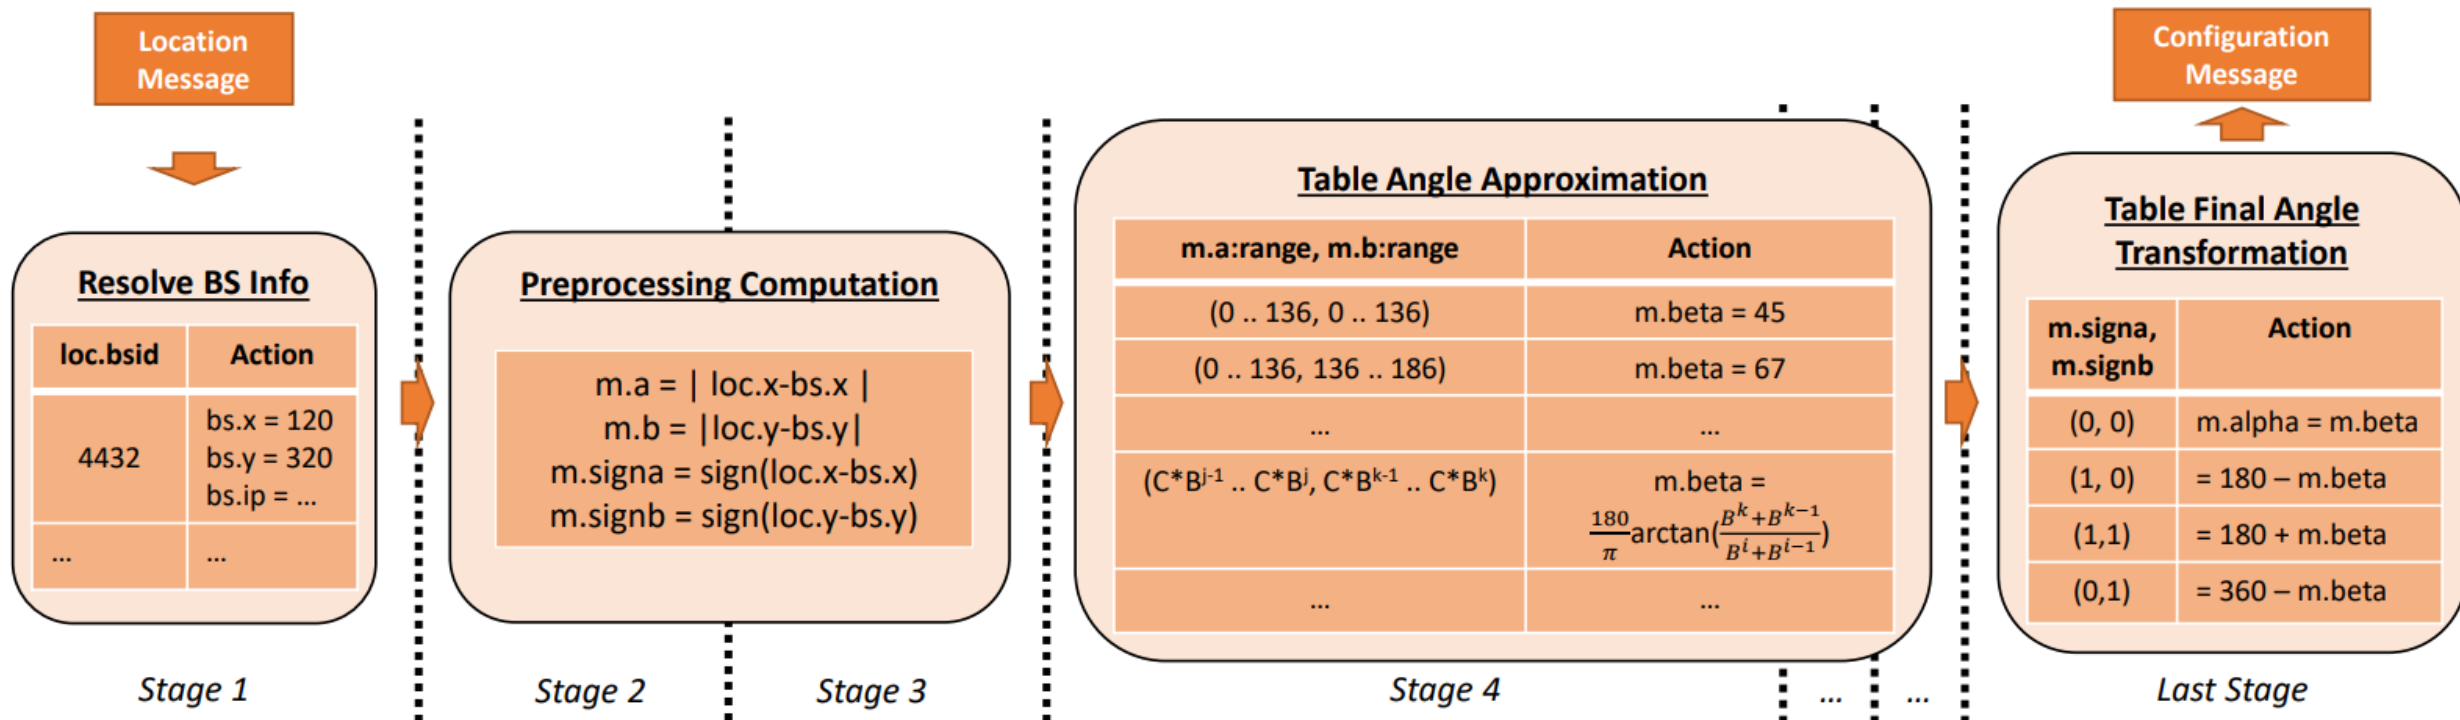 Location
Message
Configuration
Message
Resolve BS Info
loc.bsid Action
4432
bs.x = 120
bs.y = 320
bs.ip = ...
... ...
Preprocessing Computation
m.a = | loc.x-bs.x |
m.b = |loc.y-bs.y|
m.signa = sign(loc.x-bs.x)
m.signb = sign(loc.y-bs.y)
Table Angle Approximation
m.a:range, m.b:range Action
(0 .. 136, 0 .. 136) m.beta = 45
(0 .. 136, 136 .. 186) m.beta = 67
... ...
(C*B^{j-1} .. C*B^{j}, C*B^{k-1} .. C*B^{k})
m.beta =
\frac{180}{\pi}arctan(\frac{B^{k}+B^{k-1}}{B^{i}+B^{i-1}})
... ...
Table Final Angle
Transformation
m.signa,
m.signb
Action
(0, 0) m.alpha = m.beta
(1, 0) = 180 – m.beta
(1,1) = 180 + m.beta
(0,1) = 360 – m.beta
Stage 1
Stage 2
Stage 3
Stage 4
...
...
Last Stage